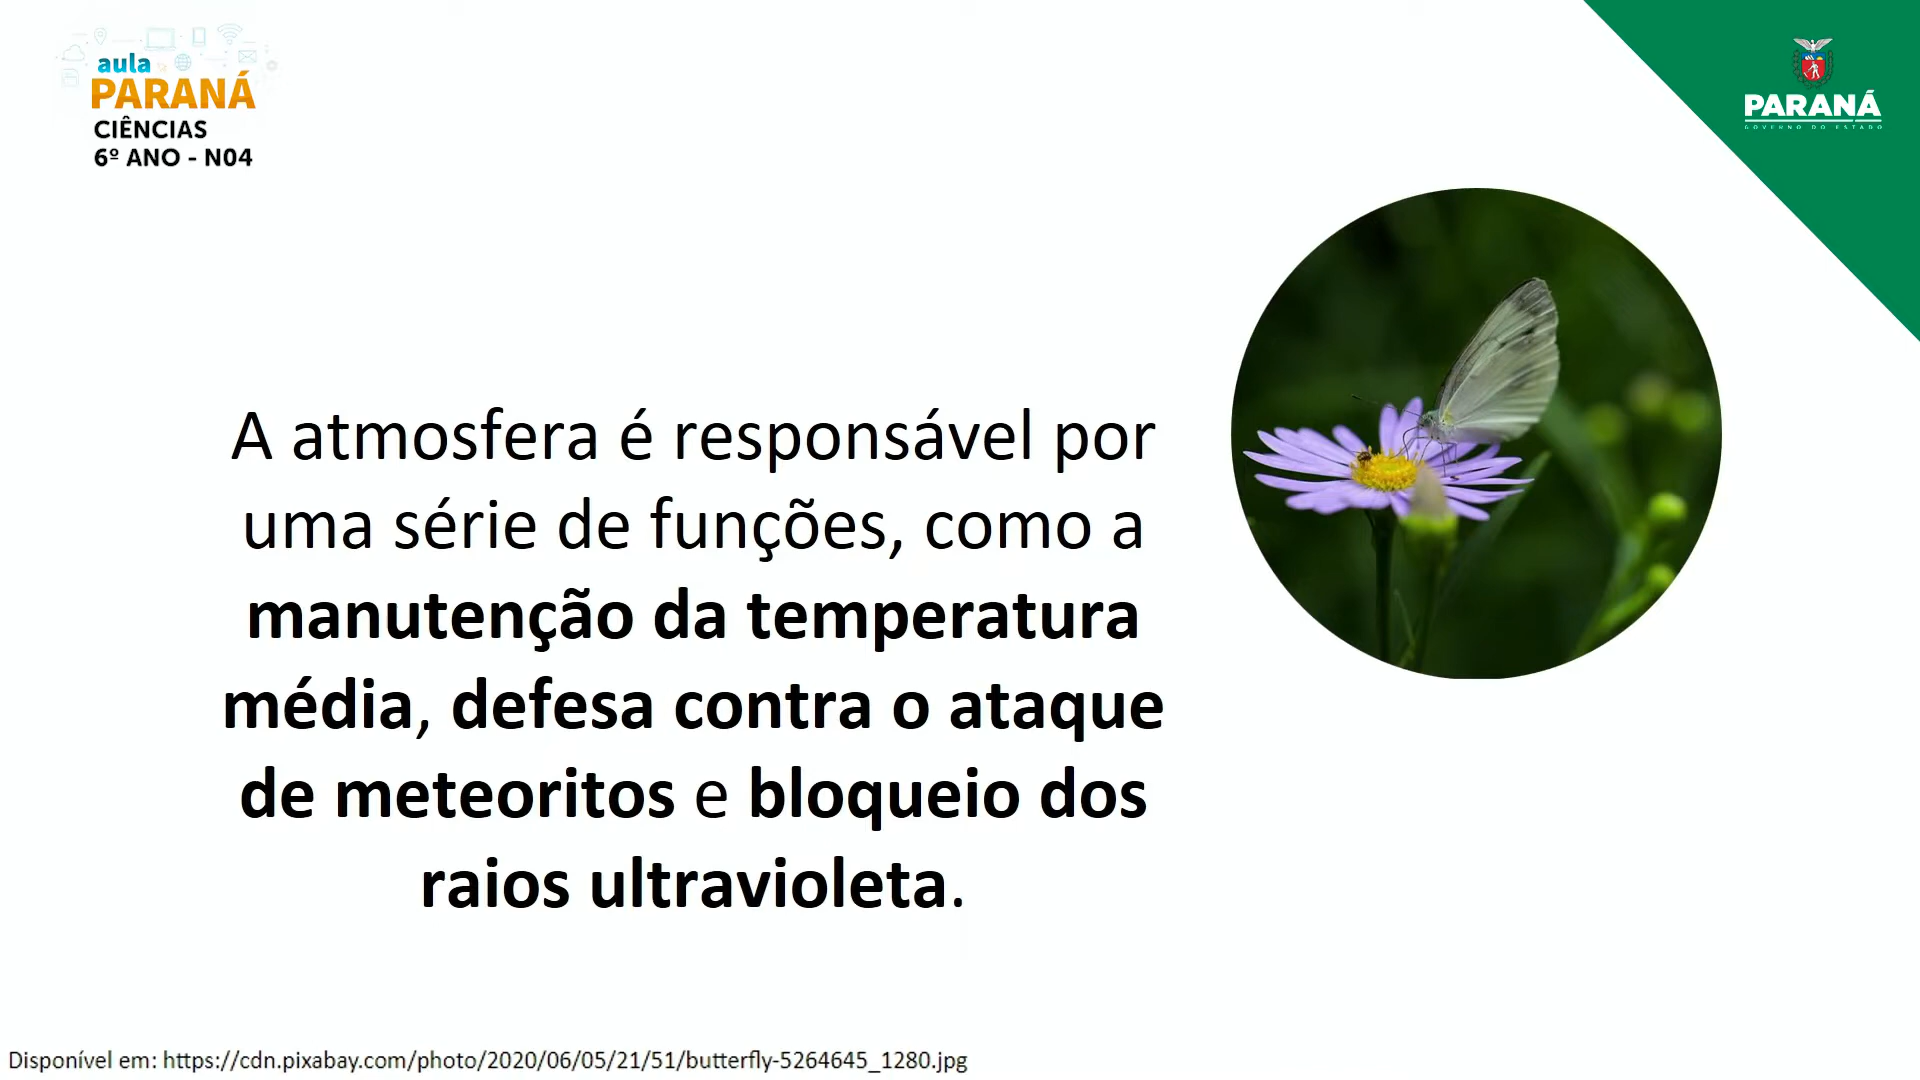 aula
PARANÁ
CIÊNCIAS
6º ANO - N04
PARANÁ
GOVERNO DO ESTADO
A atmosfera é responsável por
uma série de funções, como a
manutenção da temperatura
média, defesa contra o ataque
de meteoritos e bloqueio dos
raios ultravioleta.
Disponível em: https://cdn.pixabay.com/photo/2020/06/05/21/51/butterfly-5264645_1280.jpg